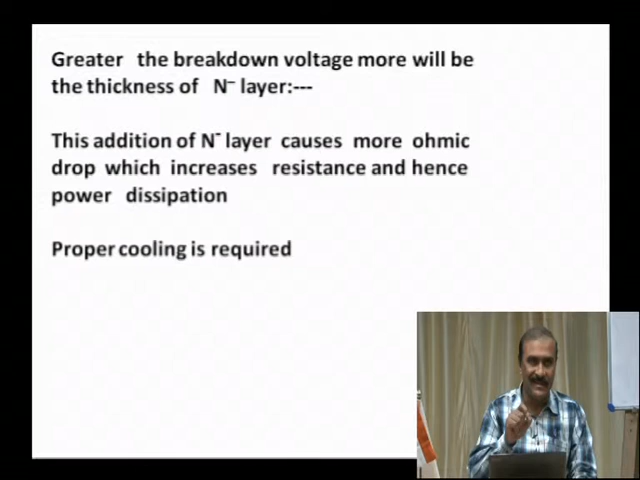 Greater the breakdown voltage more will be
the thickness of N⁻ layer:---
This addition of N⁻ layer causes more ohmic
drop which increases resistance and hence
power dissipation
Proper cooling is required